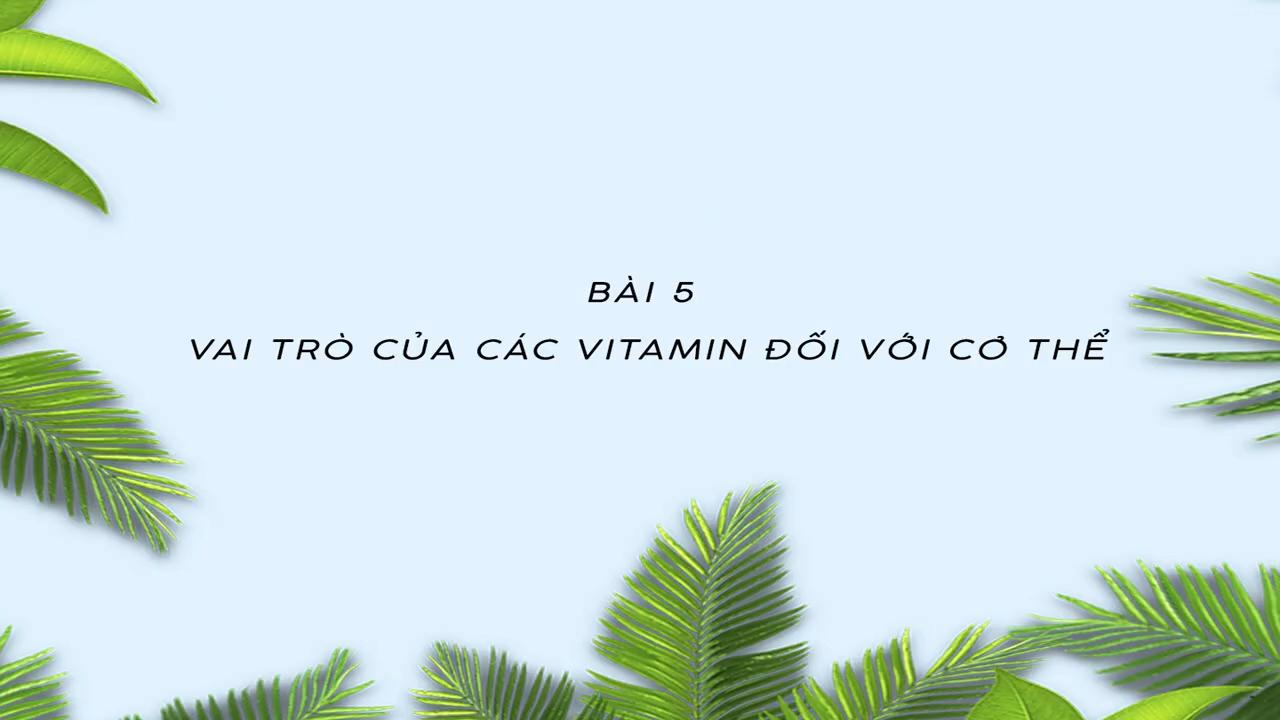 BÀI 5
VAI TRÒ CỦA CÁC VITAMIN ĐỐI VỚI CƠ THỂ